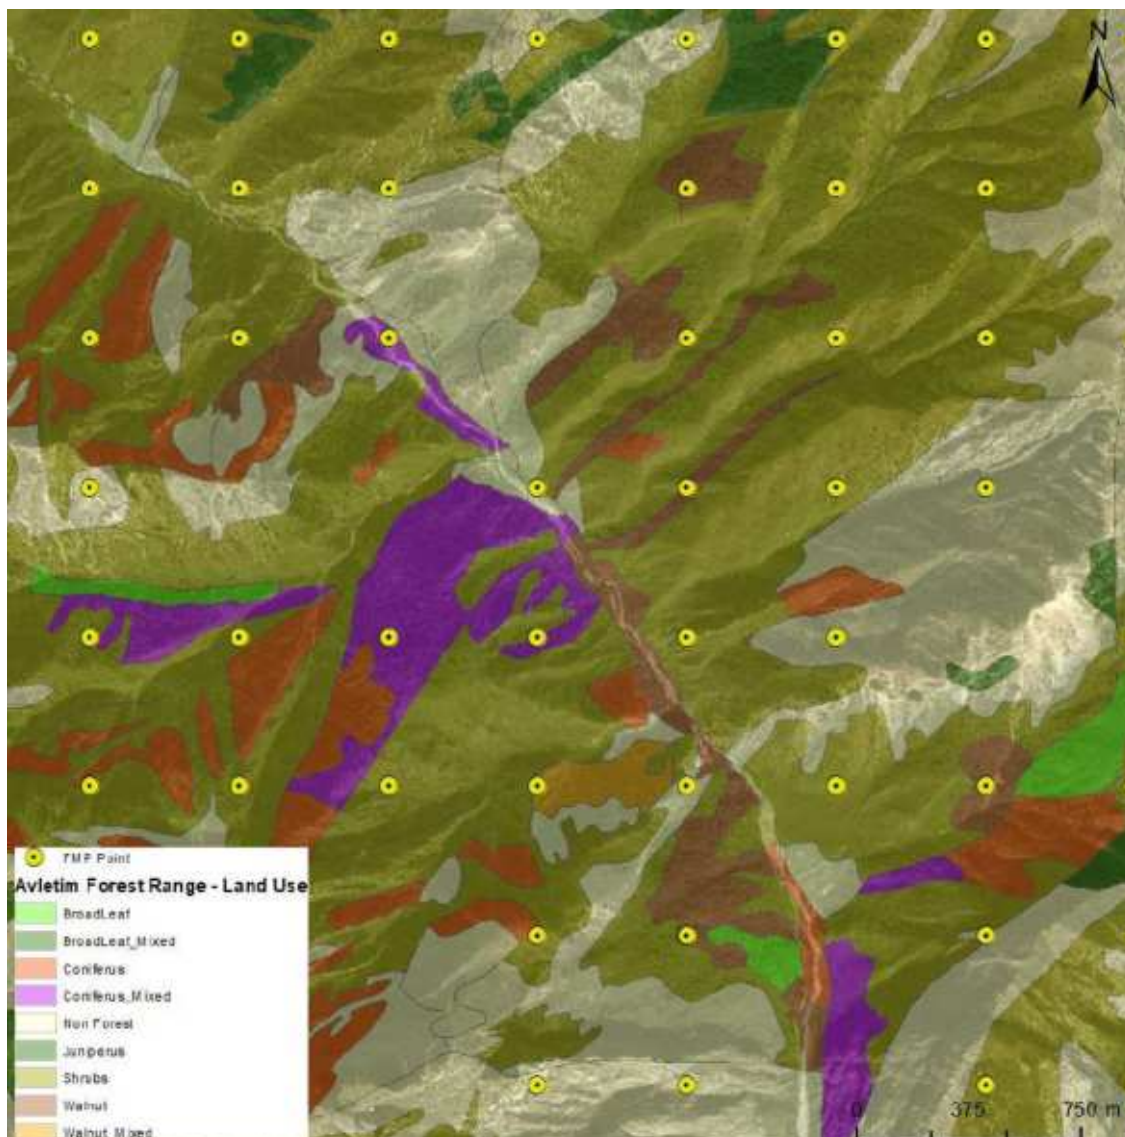 N
FMP Point
Avletim Forest Range - Land Use
BroadLeaf
BroadLeaf_Mixed
Coniferus
Coniferus_Mixed
Non Forest
Juniperus
Shrubs
Walnut
Walnut_Mixed
0 375 750 m